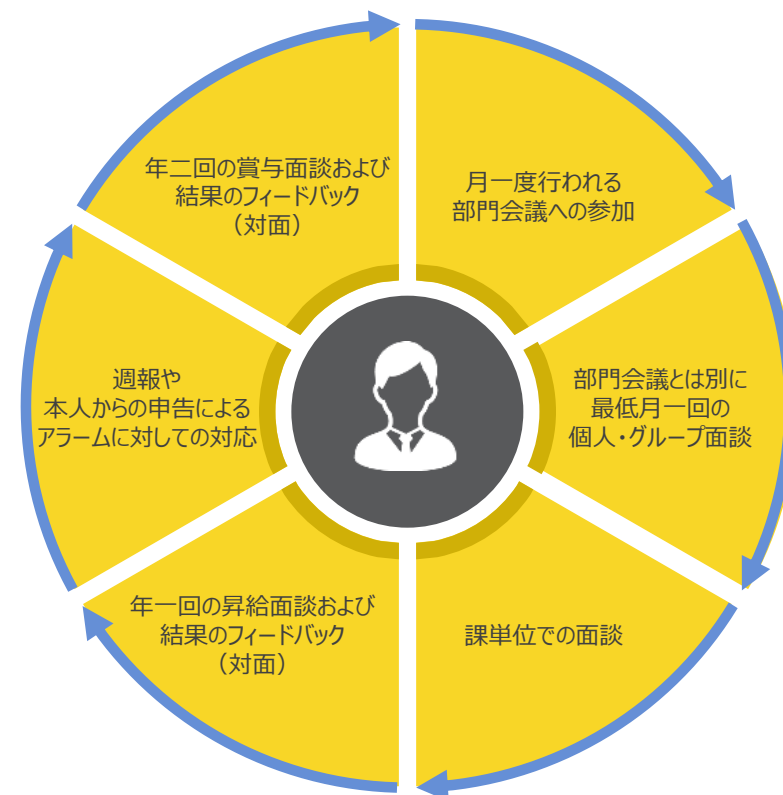 年二回の賞与面談および
結果のフィードバック
（対面）
月一度行われる
部門会議への参加
部門会議とは別に
最低月一回の
個人・グループ面談
課単位での面談
年一回の昇給面談および
結果のフィードバック
（対面）
週報や
本人からの申告による
アラームに対しての対応